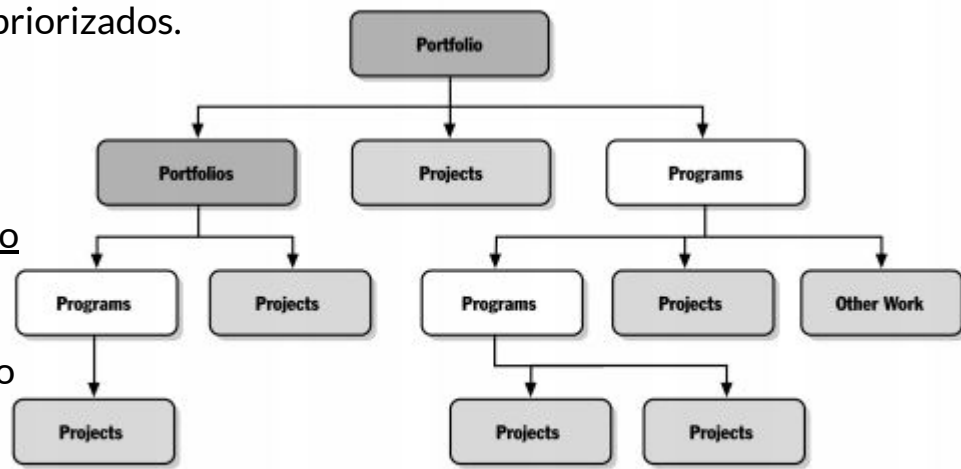 priorizados.
Portfolio
Portfolios
Projects
Programs
o
Programs
Projects
Programs
Projects
Other Work
o
Projects
Projects
Projects